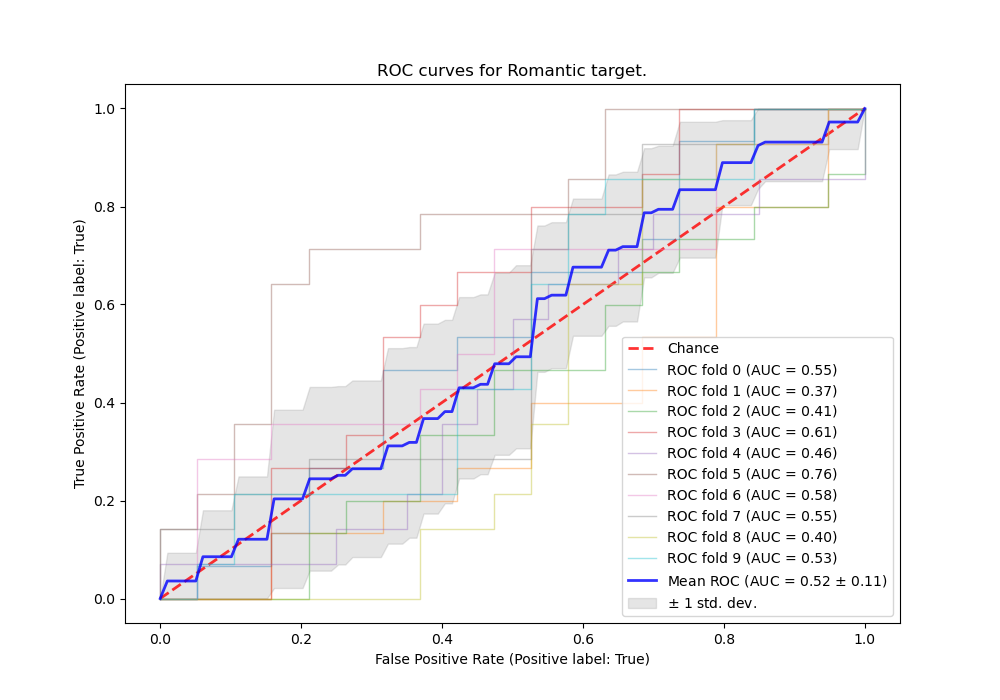 ROC curves for Romantic target.
True Positive Rate (Positive label: True)
1.0
0.8
0.6
0.4
0.2
0.0
Chance
ROC fold 0 (AUC = 0.55)
ROC fold 1 (AUC = 0.37)
ROC fold 2 (AUC = 0.41)
ROC fold 3 (AUC = 0.61)
ROC fold 4 (AUC = 0.46)
ROC fold 5 (AUC = 0.76)
ROC fold 6 (AUC = 0.58)
ROC fold 7 (AUC = 0.55)
ROC fold 8 (AUC = 0.40)
ROC fold 9 (AUC = 0.53)
Mean ROC (AUC = 0.52 ± 0.11)
± 1 std. dev.
0.0 0.2 0.4 0.6 0.8 1.0
False Positive Rate (Positive label: True)